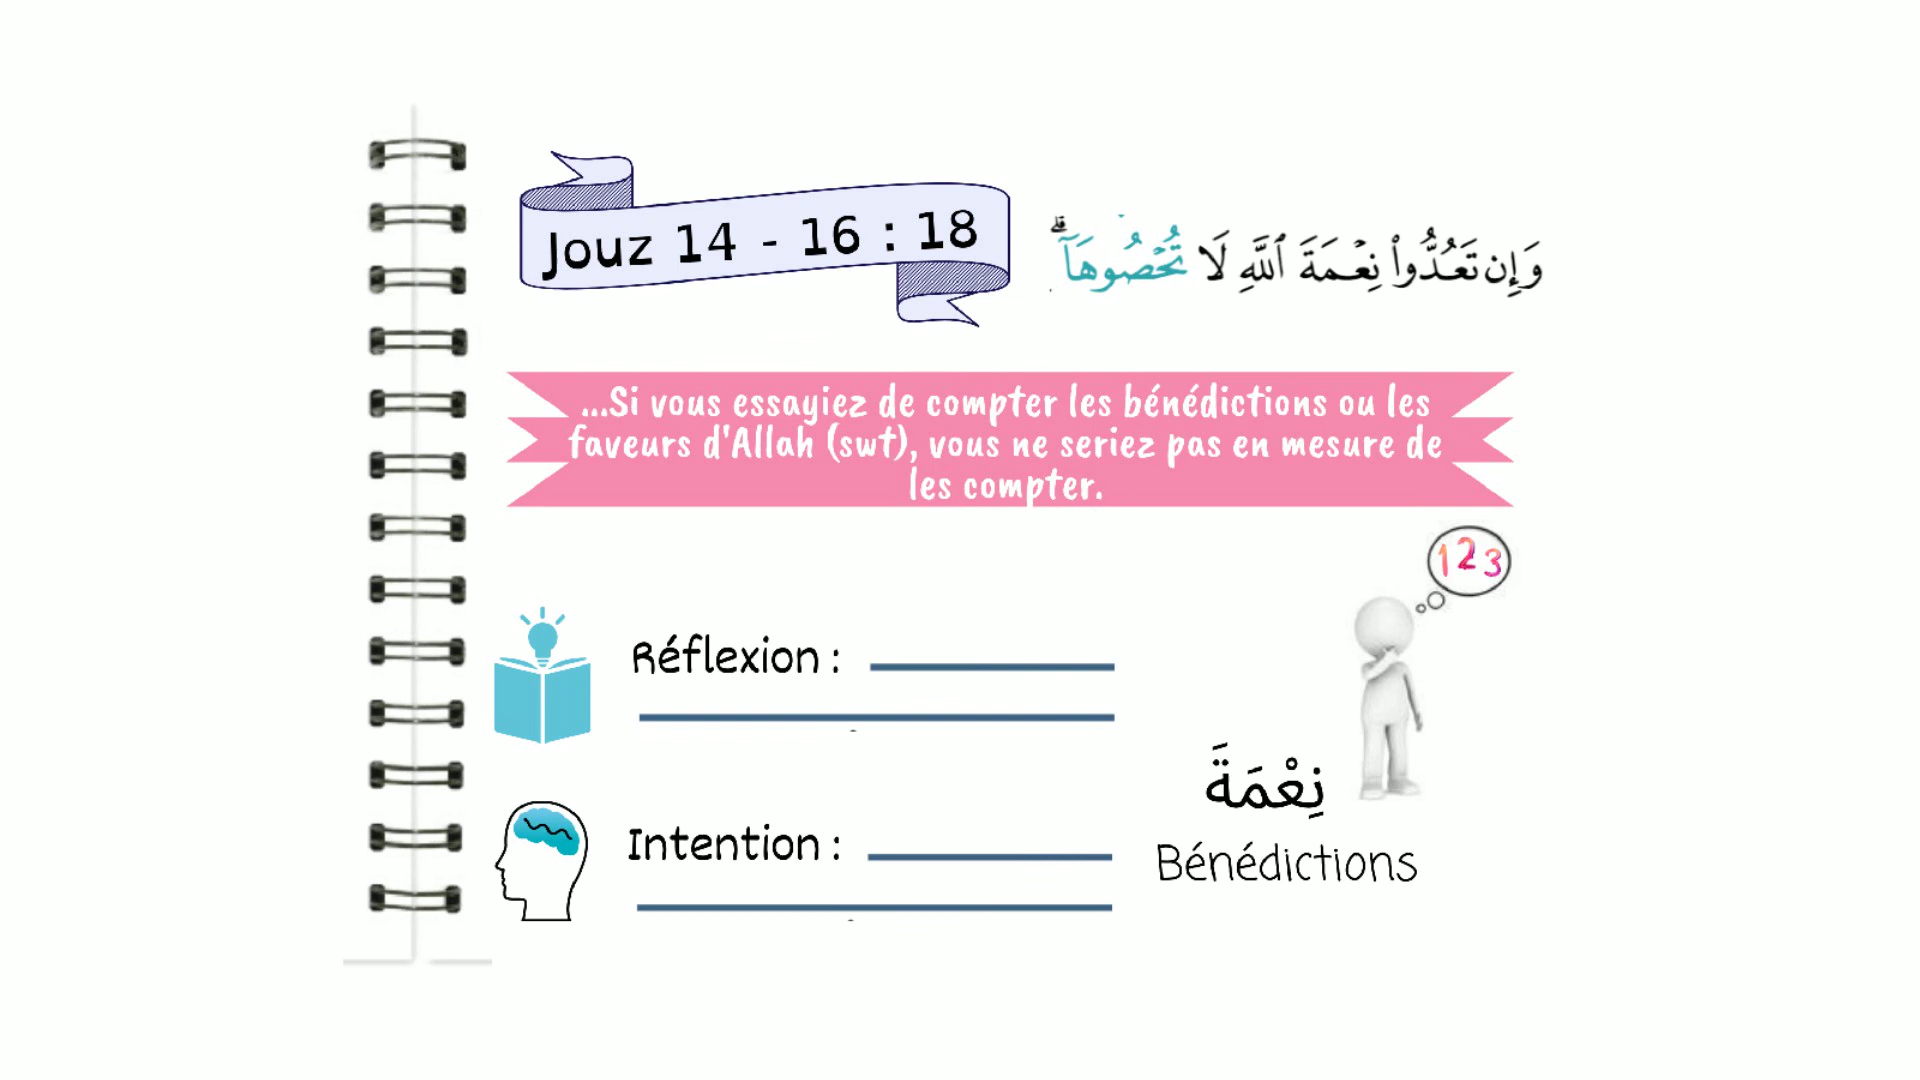 Jouz 14 - 16 : 18
وَإِن تَعُدُّوا۟ نِعْمَةَ ٱللَّهِ لَا تُحْصُوهَآ ۗ
...Si vous essayiez de compter les bénédictions ou les
faveurs d'Allah (swt), vous ne seriez pas en mesure de
les compter.
123
Réflexion :
نِعْمَةَ
Intention :
Bénédictions